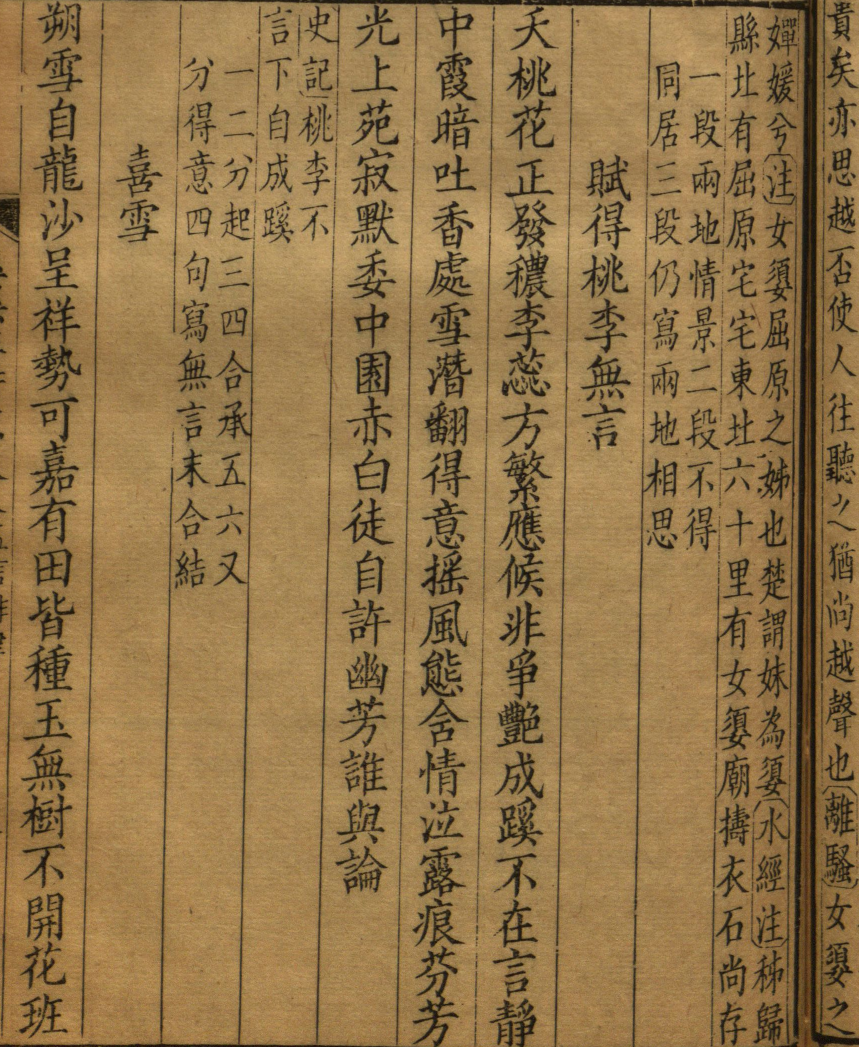 貴矣亦思越否使人往聽之猶尚越聲也離騷女嬃之
嬋媛兮注女嬃屈原之姊也楚謂妹為嬃水經注秭歸
縣北有屈原宅宅東北六十里有女嬃廟擣衣石尚存
一段兩地情景二段不得
同居三段仍寫兩地相思
賦得桃李無言
夭桃花正發穠李蕊方繁應候非爭艷成蹊不在言靜
中霞暗吐香處雪潛翻得意搖風態含情泣露痕芬芳
光上苑寂默委中園赤白徒自許幽芳誰與論
史記桃李不
言下自成蹊
一二分起三四合承五六又
分得意四句寫無言末合結
喜雪
朔雪自龍沙呈祥勢可嘉有田皆種玉無樹不開花班